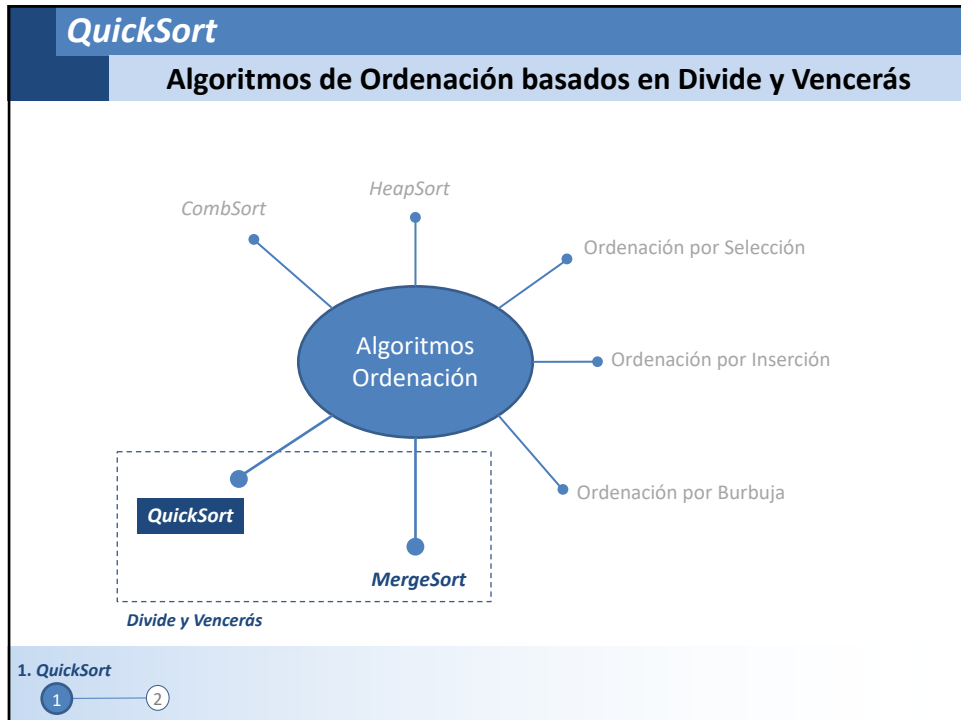 QuickSort
Algoritmos de Ordenación basados en Divide y Vencerás
HeapSort
CombSort
Ordenación por Selección
Algoritmos
Ordenación
Ordenación por Inserción
Ordenación por Burbuja
QuickSort
MergeSort
Divide y Vencerás
1. QuickSort
1
2